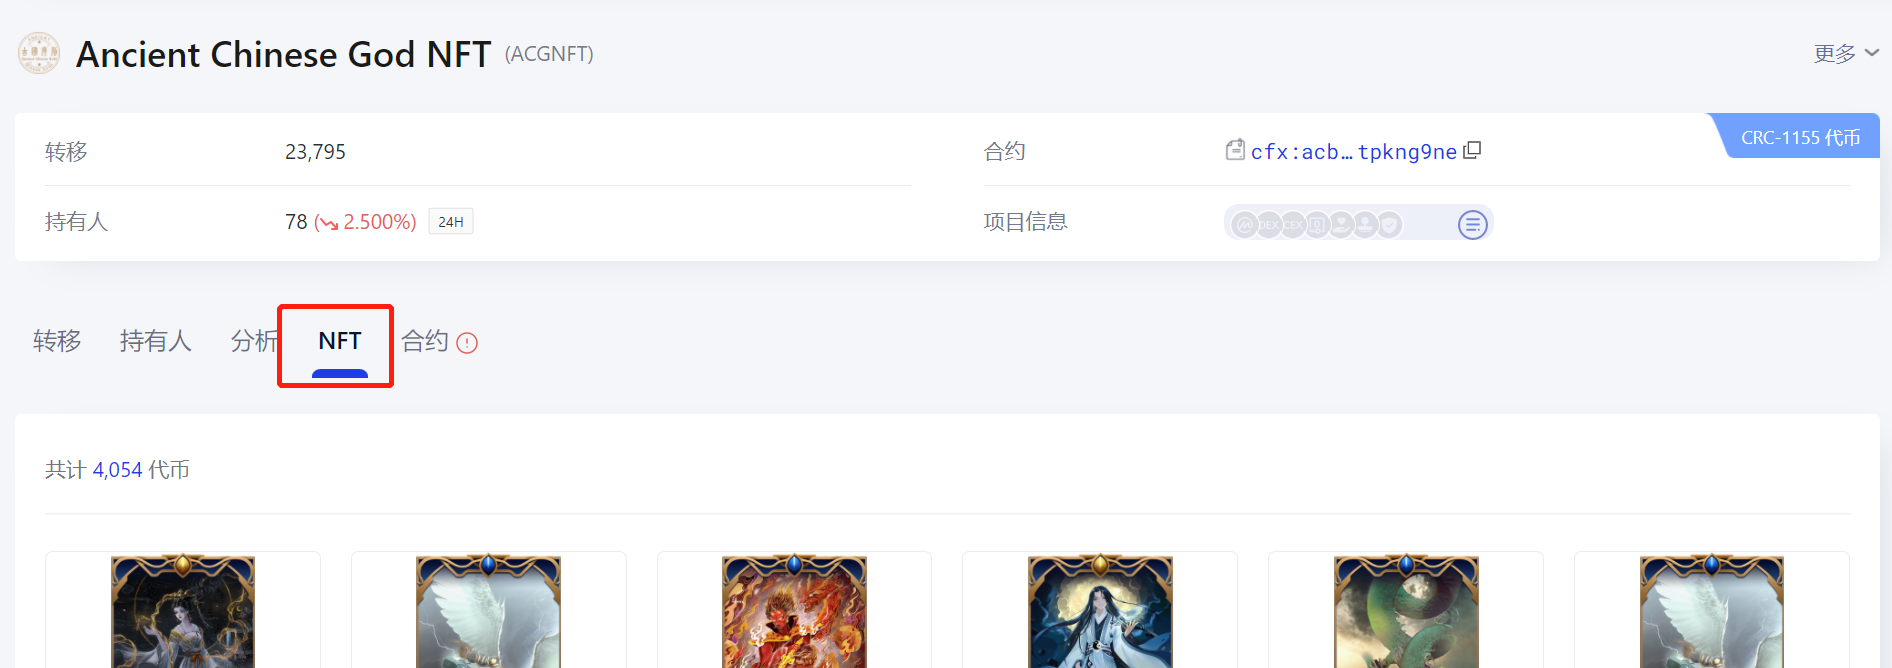 Ancient Chinese God NFT (ACGNFT)
更多
转移 23,795
合约 cfx:acb…tpkng9ne
CRC-1155 代币
持有人 78 (2.500%) 24H
项目信息 DEX CEX
转移 持有人 分析 NFT 合约
共计 4,054 代币